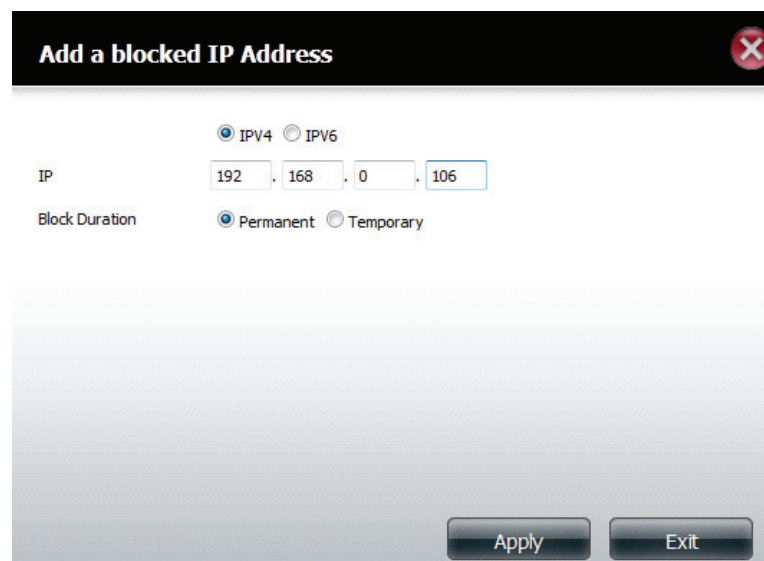 Add a blocked IP Address
IPV4 IPV6
IP 192 . 168 . 0 . 106
Block Duration Permanent Temporary
Apply Exit